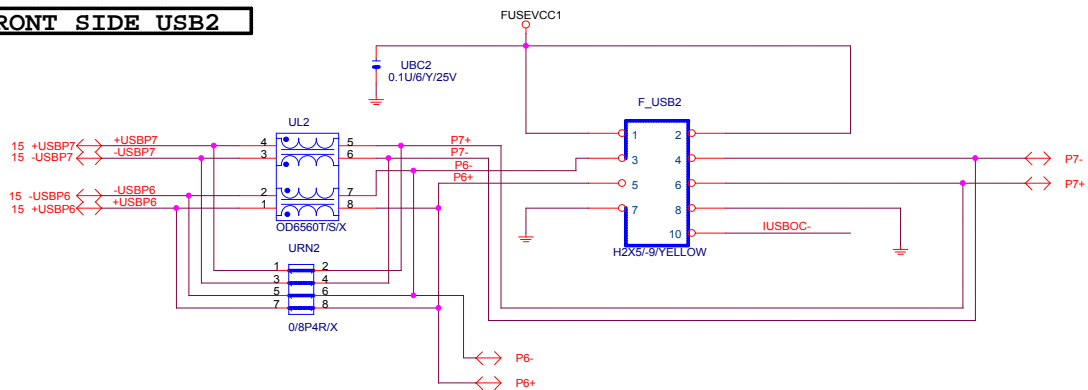 RONT SIDE USB2
FUSEVCC1
UBC2
0.1U/6/Y/25V
F_USB2
1 2
3 4
5 6
7 8
10
H2X5/-9/YELLOW
IUSBOC-
P7-
P7+
UL2
15 +USBP7 +USBP7 4 5 P7+
15 -USBP7 -USBP7 3 6 P7-
P6-
15 -USBP6 -USBP6 2 7 P6+
15 +USBP6 +USBP6 1 8
OD6560T/S/X
URN2
1 2
3 4
5 6
7 8
0/8P4R/X
P6-
P6+